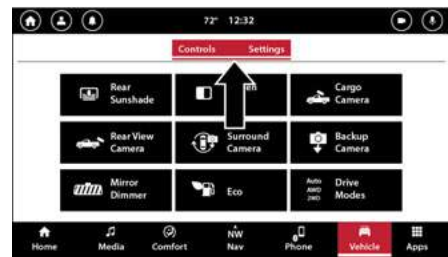 72° 12:32
Controls Settings
Rear
Sunshade
Cargo
Camera
Rear View
Camera
Surround
Camera
Backup
Camera
Mirror
Dimmer
Eco
Auto
AWD
2WD
Drive
Modes
NW
Home Media Comfort Nav Phone Vehicle Apps